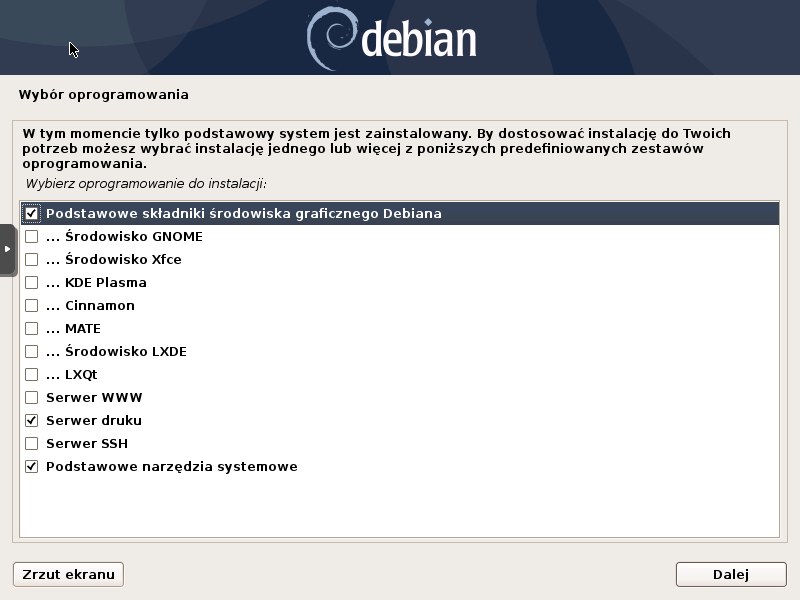 debian
Wybór oprogramowania
W tym momencie tylko podstawowy system jest zainstalowany. By dostosować instalację do Twoich
potrzeb możesz wybrać instalację jednego lub więcej z poniższych predefiniowanych zestawów
oprogramowania.
Wybierz oprogramowanie do instalacji:
Podstawowe składniki środowiska graficznego Debiana
... Środowisko GNOME
... Środowisko Xfce
... KDE Plasma
... Cinnamon
... MATE
... Środowisko LXDE
... LXQt
Serwer WWW
Serwer druku
Serwer SSH
Podstawowe narzędzia systemowe
Zrzut ekranu
Dalej